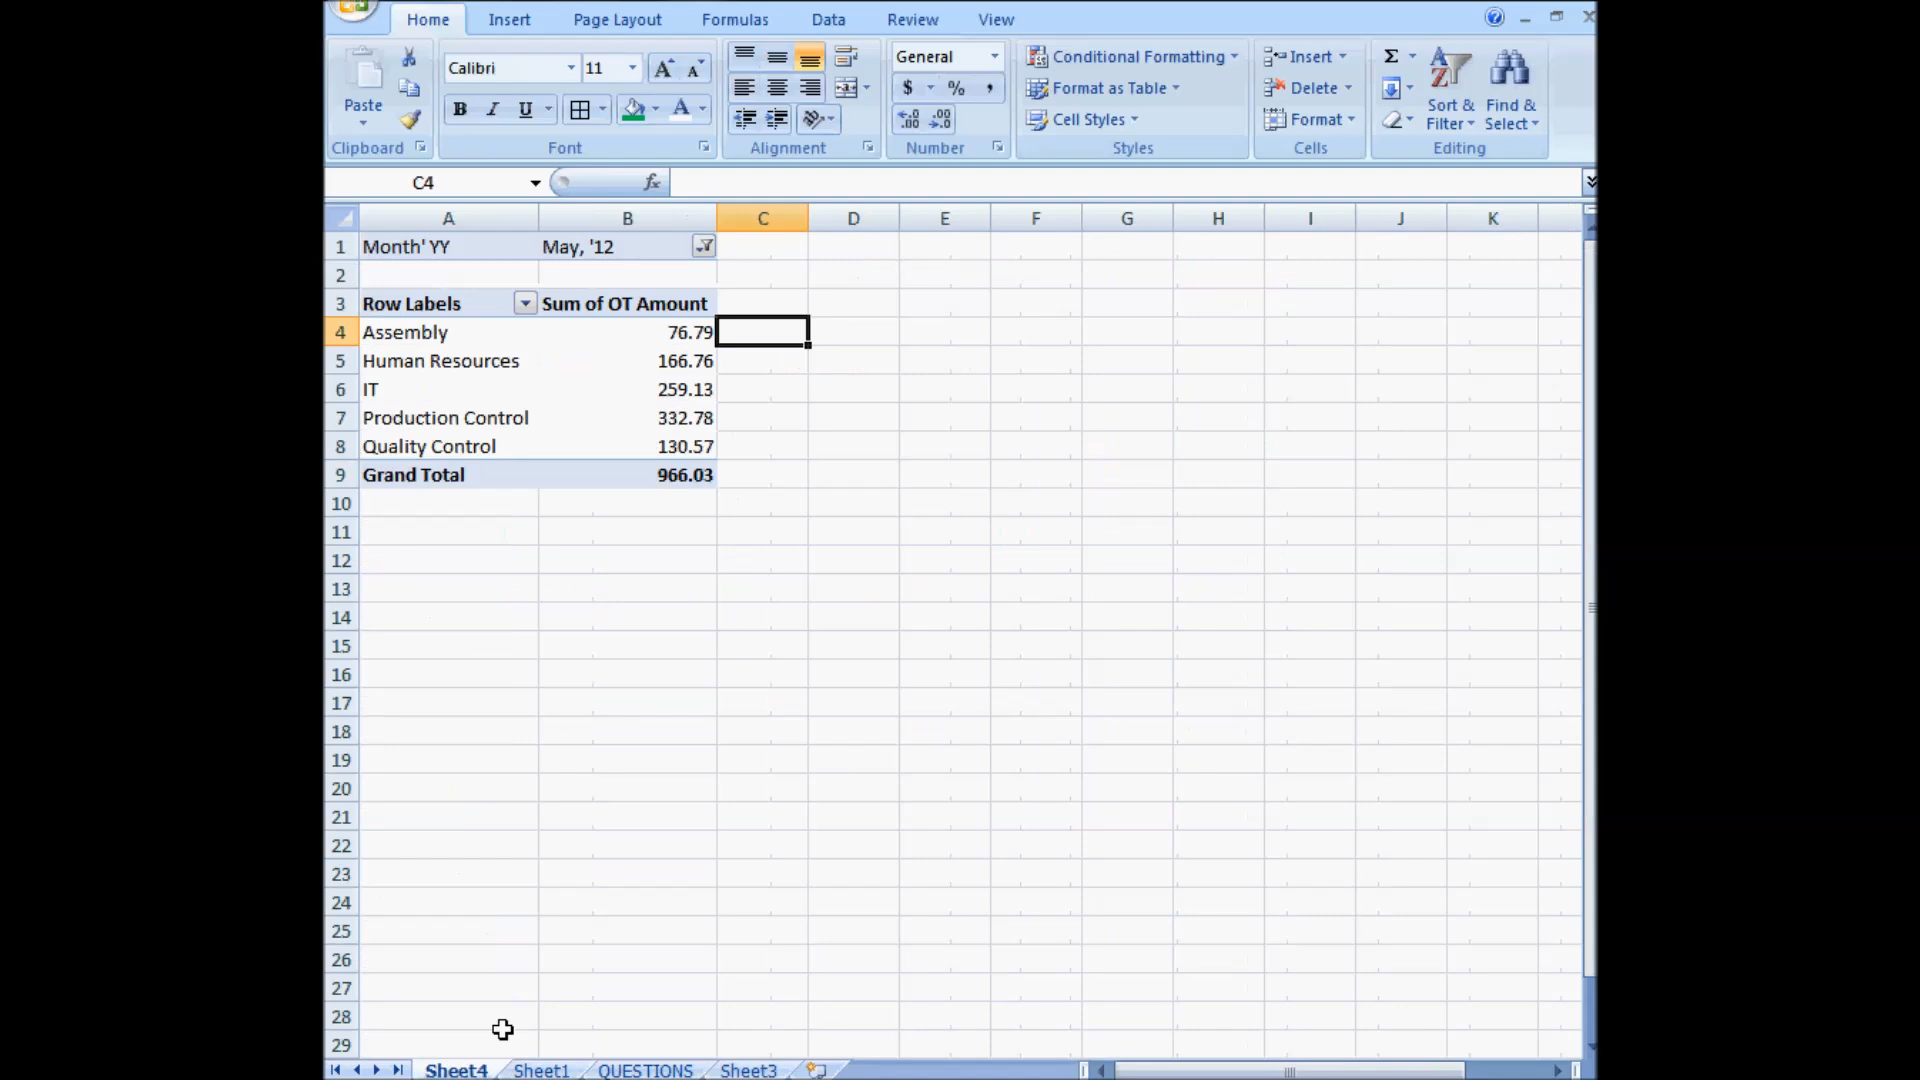 Home Insert Page Layout Formulas Data Review View
Paste
Clipboard
Calibri 11 A A
B I U A
Font
Alignment
General
$ % ,
.00 .00
Number
Conditional Formatting
Format as Table
Cell Styles
Styles
Insert
Delete
Format
Cells
Σ
Sort & Filter
Find & Select
Editing
C4 fx
A B C D E F G H I J K
1 Month' YY May, '12
2
3 Row Labels Sum of OT Amount
4 Assembly 76.79
5 Human Resources 166.76
6 IT 259.13
7 Production Control 332.78
8 Quality Control 130.57
9 Grand Total 966.03
10
11
12
13
14
15
16
17
18
19
20
21
22
23
24
25
26
27
28
29
Sheet4 Sheet1 QUESTIONS Sheet3